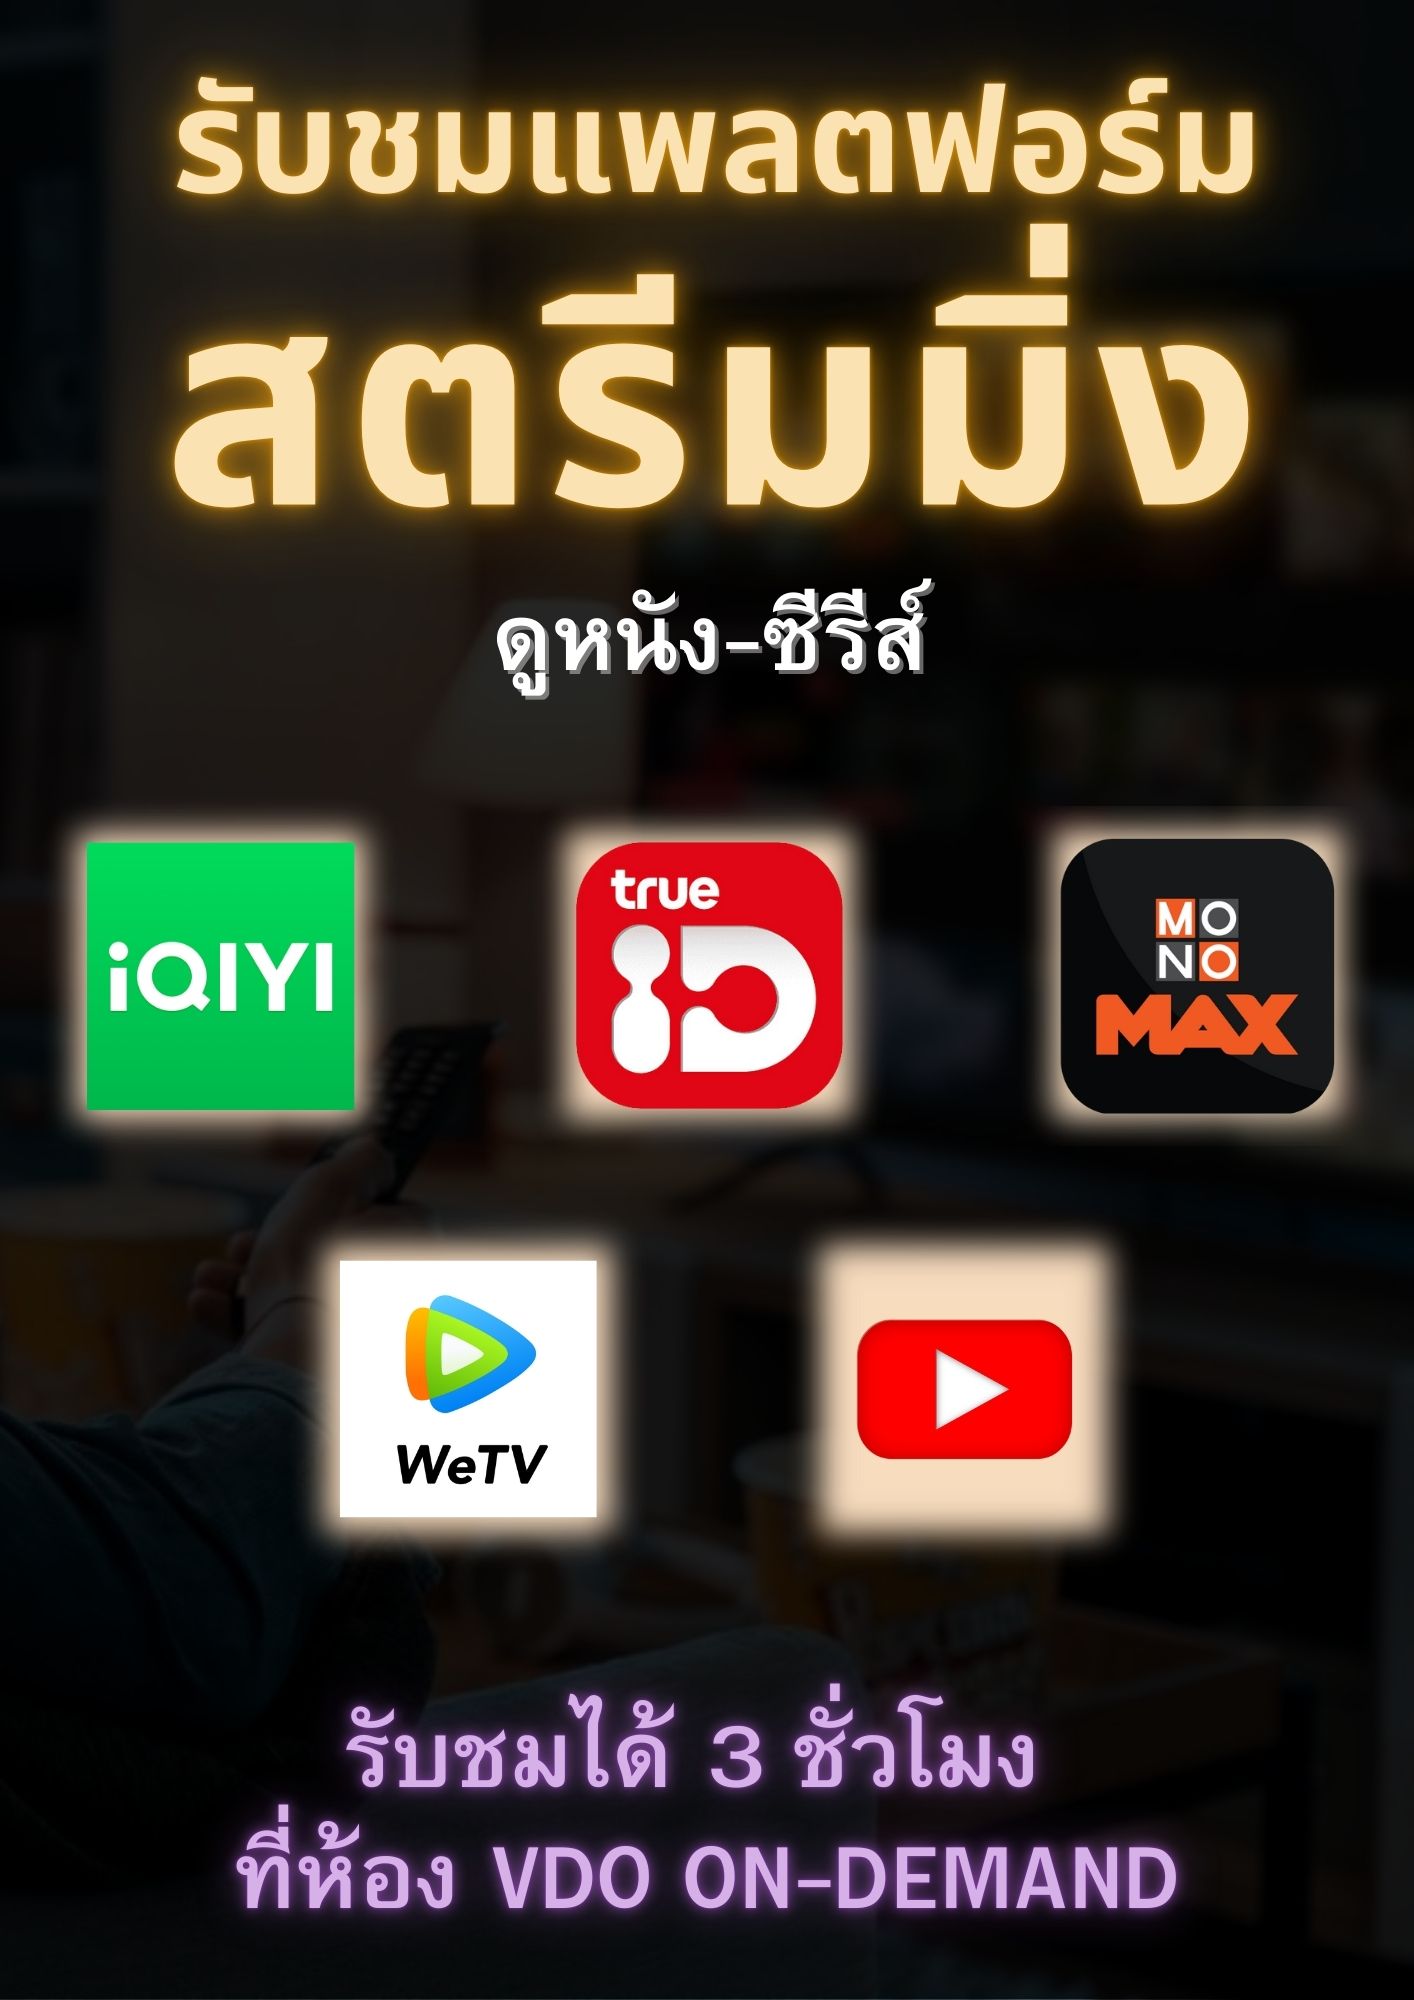 รับชมแพลตฟอร์ม
สตรีมมิ่ง
ดูหนัง-ซีรีส์
iQIYI
true
iD
MO
NO
MAX
WeTV
รับชมได้ 3 ชั่วโมง
ที่ห้อง VDO ON-DEMAND